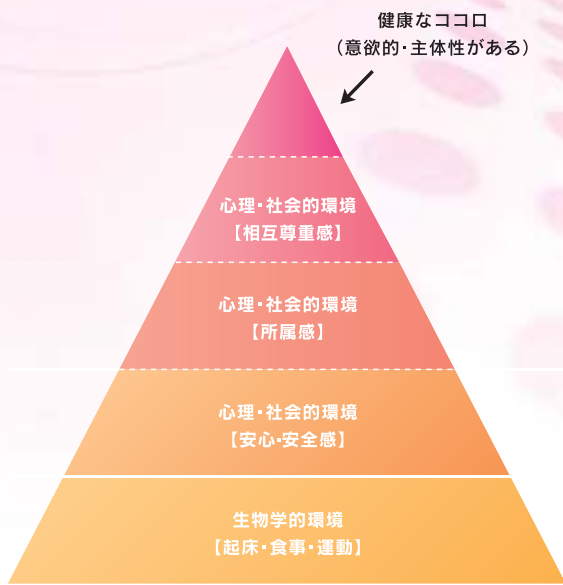 健康なココロ
（意欲的・主体性がある）
心理・社会的環境
【相互尊重感】
心理・社会的環境
【所属感】
心理・社会的環境
【安心・安全感】
生物学的環境
【起床・食事・運動】